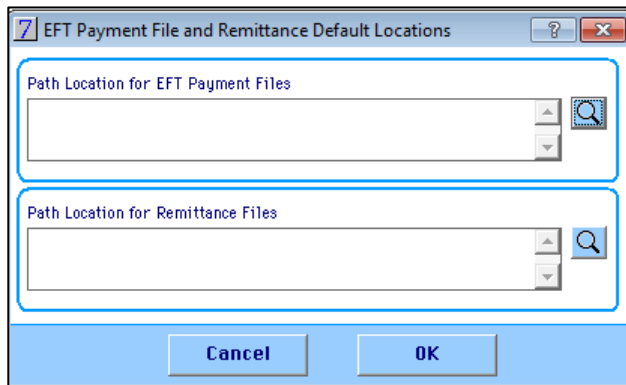 7 EFT Payment File and Remittance Default Locations ?
Path Location for EFT Payment Files
Path Location for Remittance Files
Cancel OK